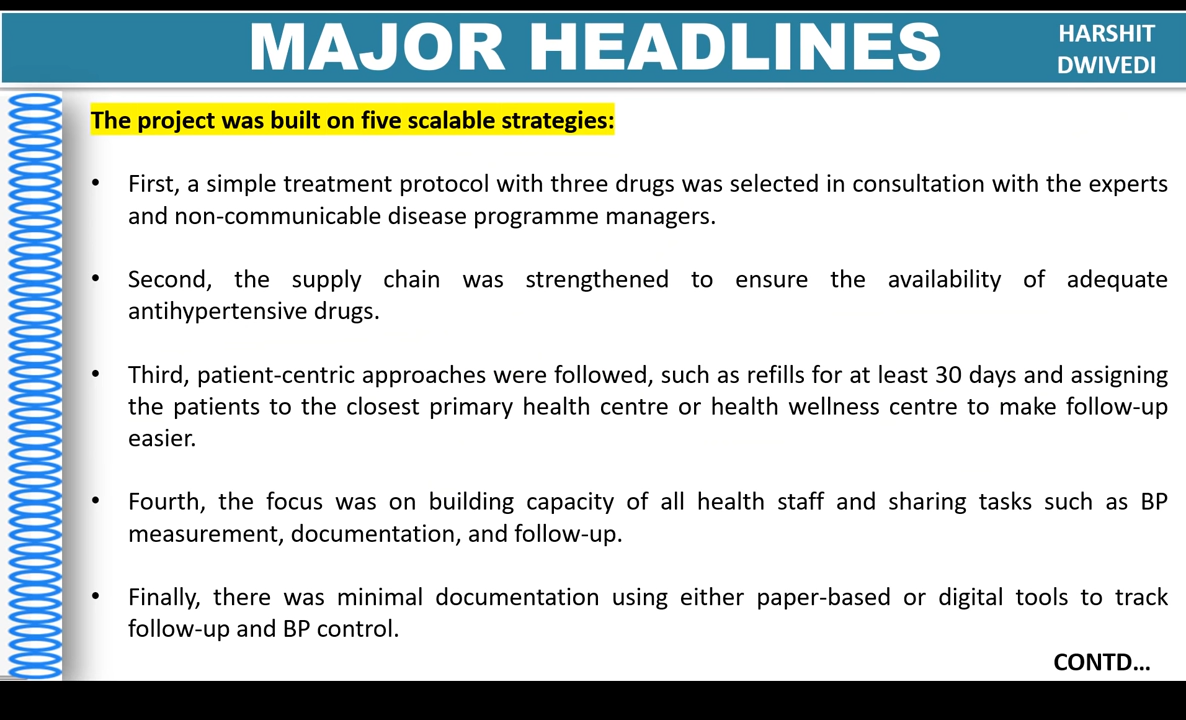 MAJOR HEADLINES
HARSHIT
DWIVEDI
The project was built on five scalable strategies:
• First, a simple treatment protocol with three drugs was selected in consultation with the experts
and non-communicable disease programme managers.
• Second, the supply chain was strengthened to ensure the availability of adequate
antihypertensive drugs.
• Third, patient-centric approaches were followed, such as refills for at least 30 days and assigning
the patients to the closest primary health centre or health wellness centre to make follow-up
easier.
• Fourth, the focus was on building capacity of all health staff and sharing tasks such as BP
measurement, documentation, and follow-up.
• Finally, there was minimal documentation using either paper-based or digital tools to track
follow-up and BP control.
CONTD...